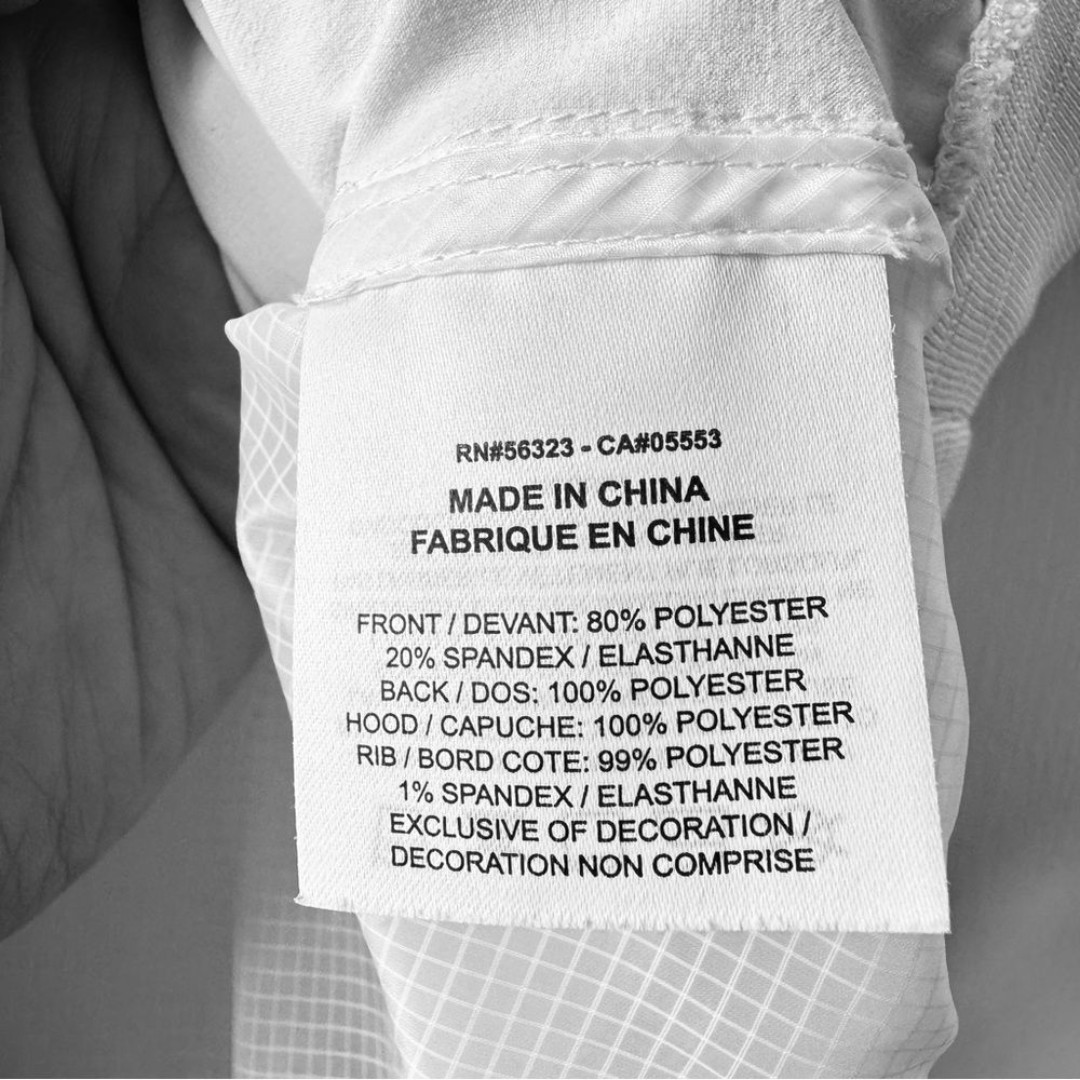 RN#56323 - CA#05553
MADE IN CHINA
FABRIQUE EN CHINE
FRONT / DEVANT: 80% POLYESTER
20% SPANDEX / ELASTHANNE
BACK / DOS: 100% POLYESTER
HOOD / CAPUCHE: 100% POLYESTER
RIB / BORD COTE: 99% POLYESTER
1% SPANDEX / ELASTHANNE
EXCLUSIVE OF DECORATION /
DECORATION NON COMPRISE